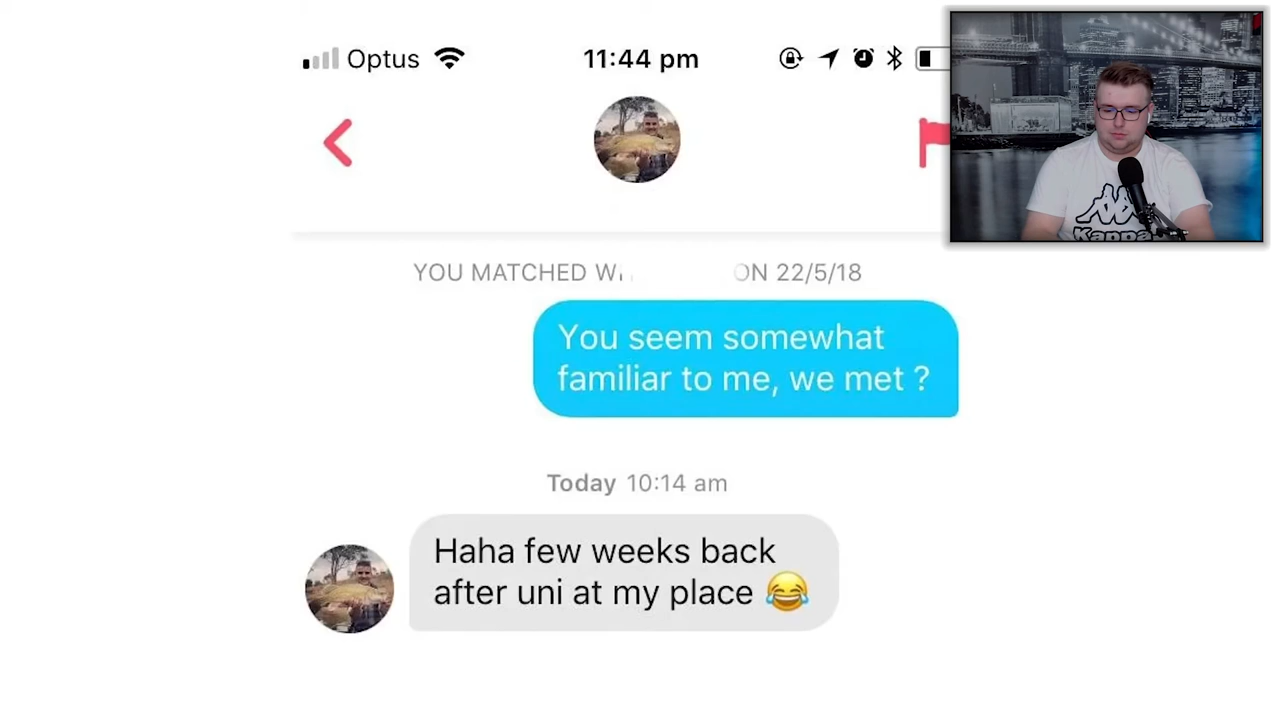 Optus 11:44 pm
YOU MATCHED ON 22/5/18
You seem somewhat
familiar to me, we met ?
Today 10:14 am
Haha few weeks back
after uni at my place 😂
Kappa